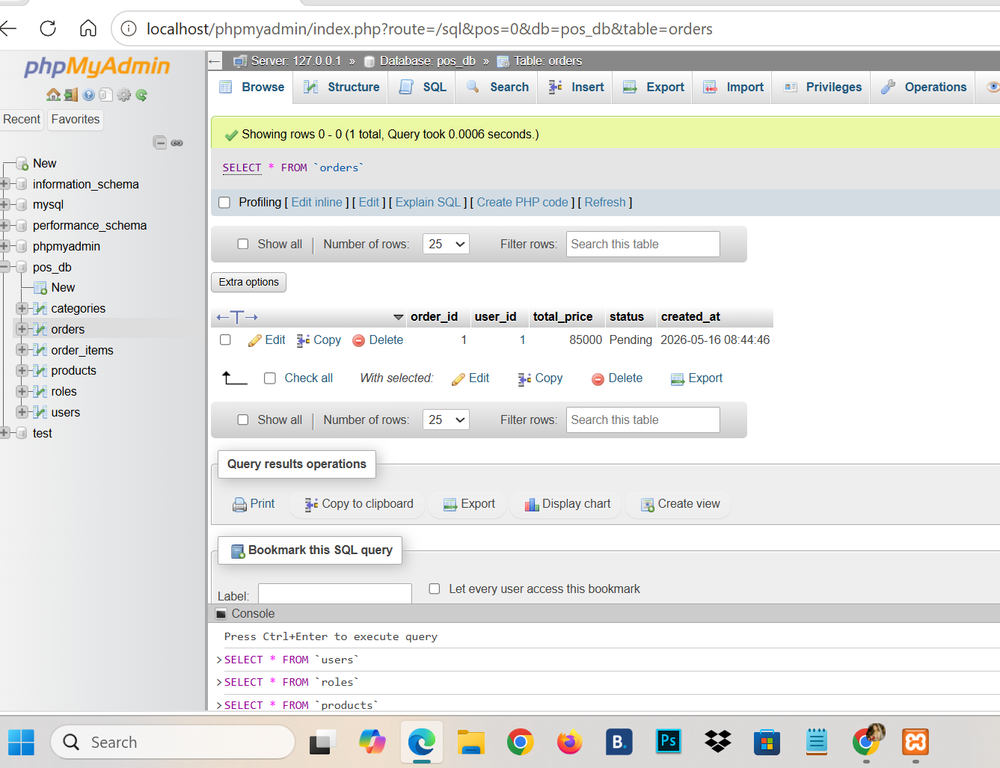 localhost/phpmyadmin/index.php?route=/sql&pos=0&db=pos_db&table=orders
phpMyAdmin
Recent Favorites
New
information_schema
mysql
performance_schema
phpmyadmin
pos_db
New
categories
orders
order_items
products
roles
users
test
Server: 127.0.0.1 » Database: pos_db » Table: orders
Browse Structure SQL Search Insert Export Import Privileges Operations
Showing rows 0 - 0 (1 total, Query took 0.0006 seconds.)
SELECT * FROM `orders`
Profiling [ Edit inline ] [ Edit ] [ Explain SQL ] [ Create PHP code ] [ Refresh ]
Show all | Number of rows: 25 Filter rows: Search this table
Extra options
←T→ order_id user_id total_price status created_at
Edit Copy Delete 1 1 85000 Pending 2026-05-16 08:44:46
Check all With selected: Edit Copy Delete Export
Show all | Number of rows: 25 Filter rows: Search this table
Query results operations
Print Copy to clipboard Export Display chart Create view
Bookmark this SQL query
Label: Let every user access this bookmark
Console
Press Ctrl+Enter to execute query
>SELECT * FROM `users`
>SELECT * FROM `roles`
>SELECT * FROM `products`
Search
B.
Ps